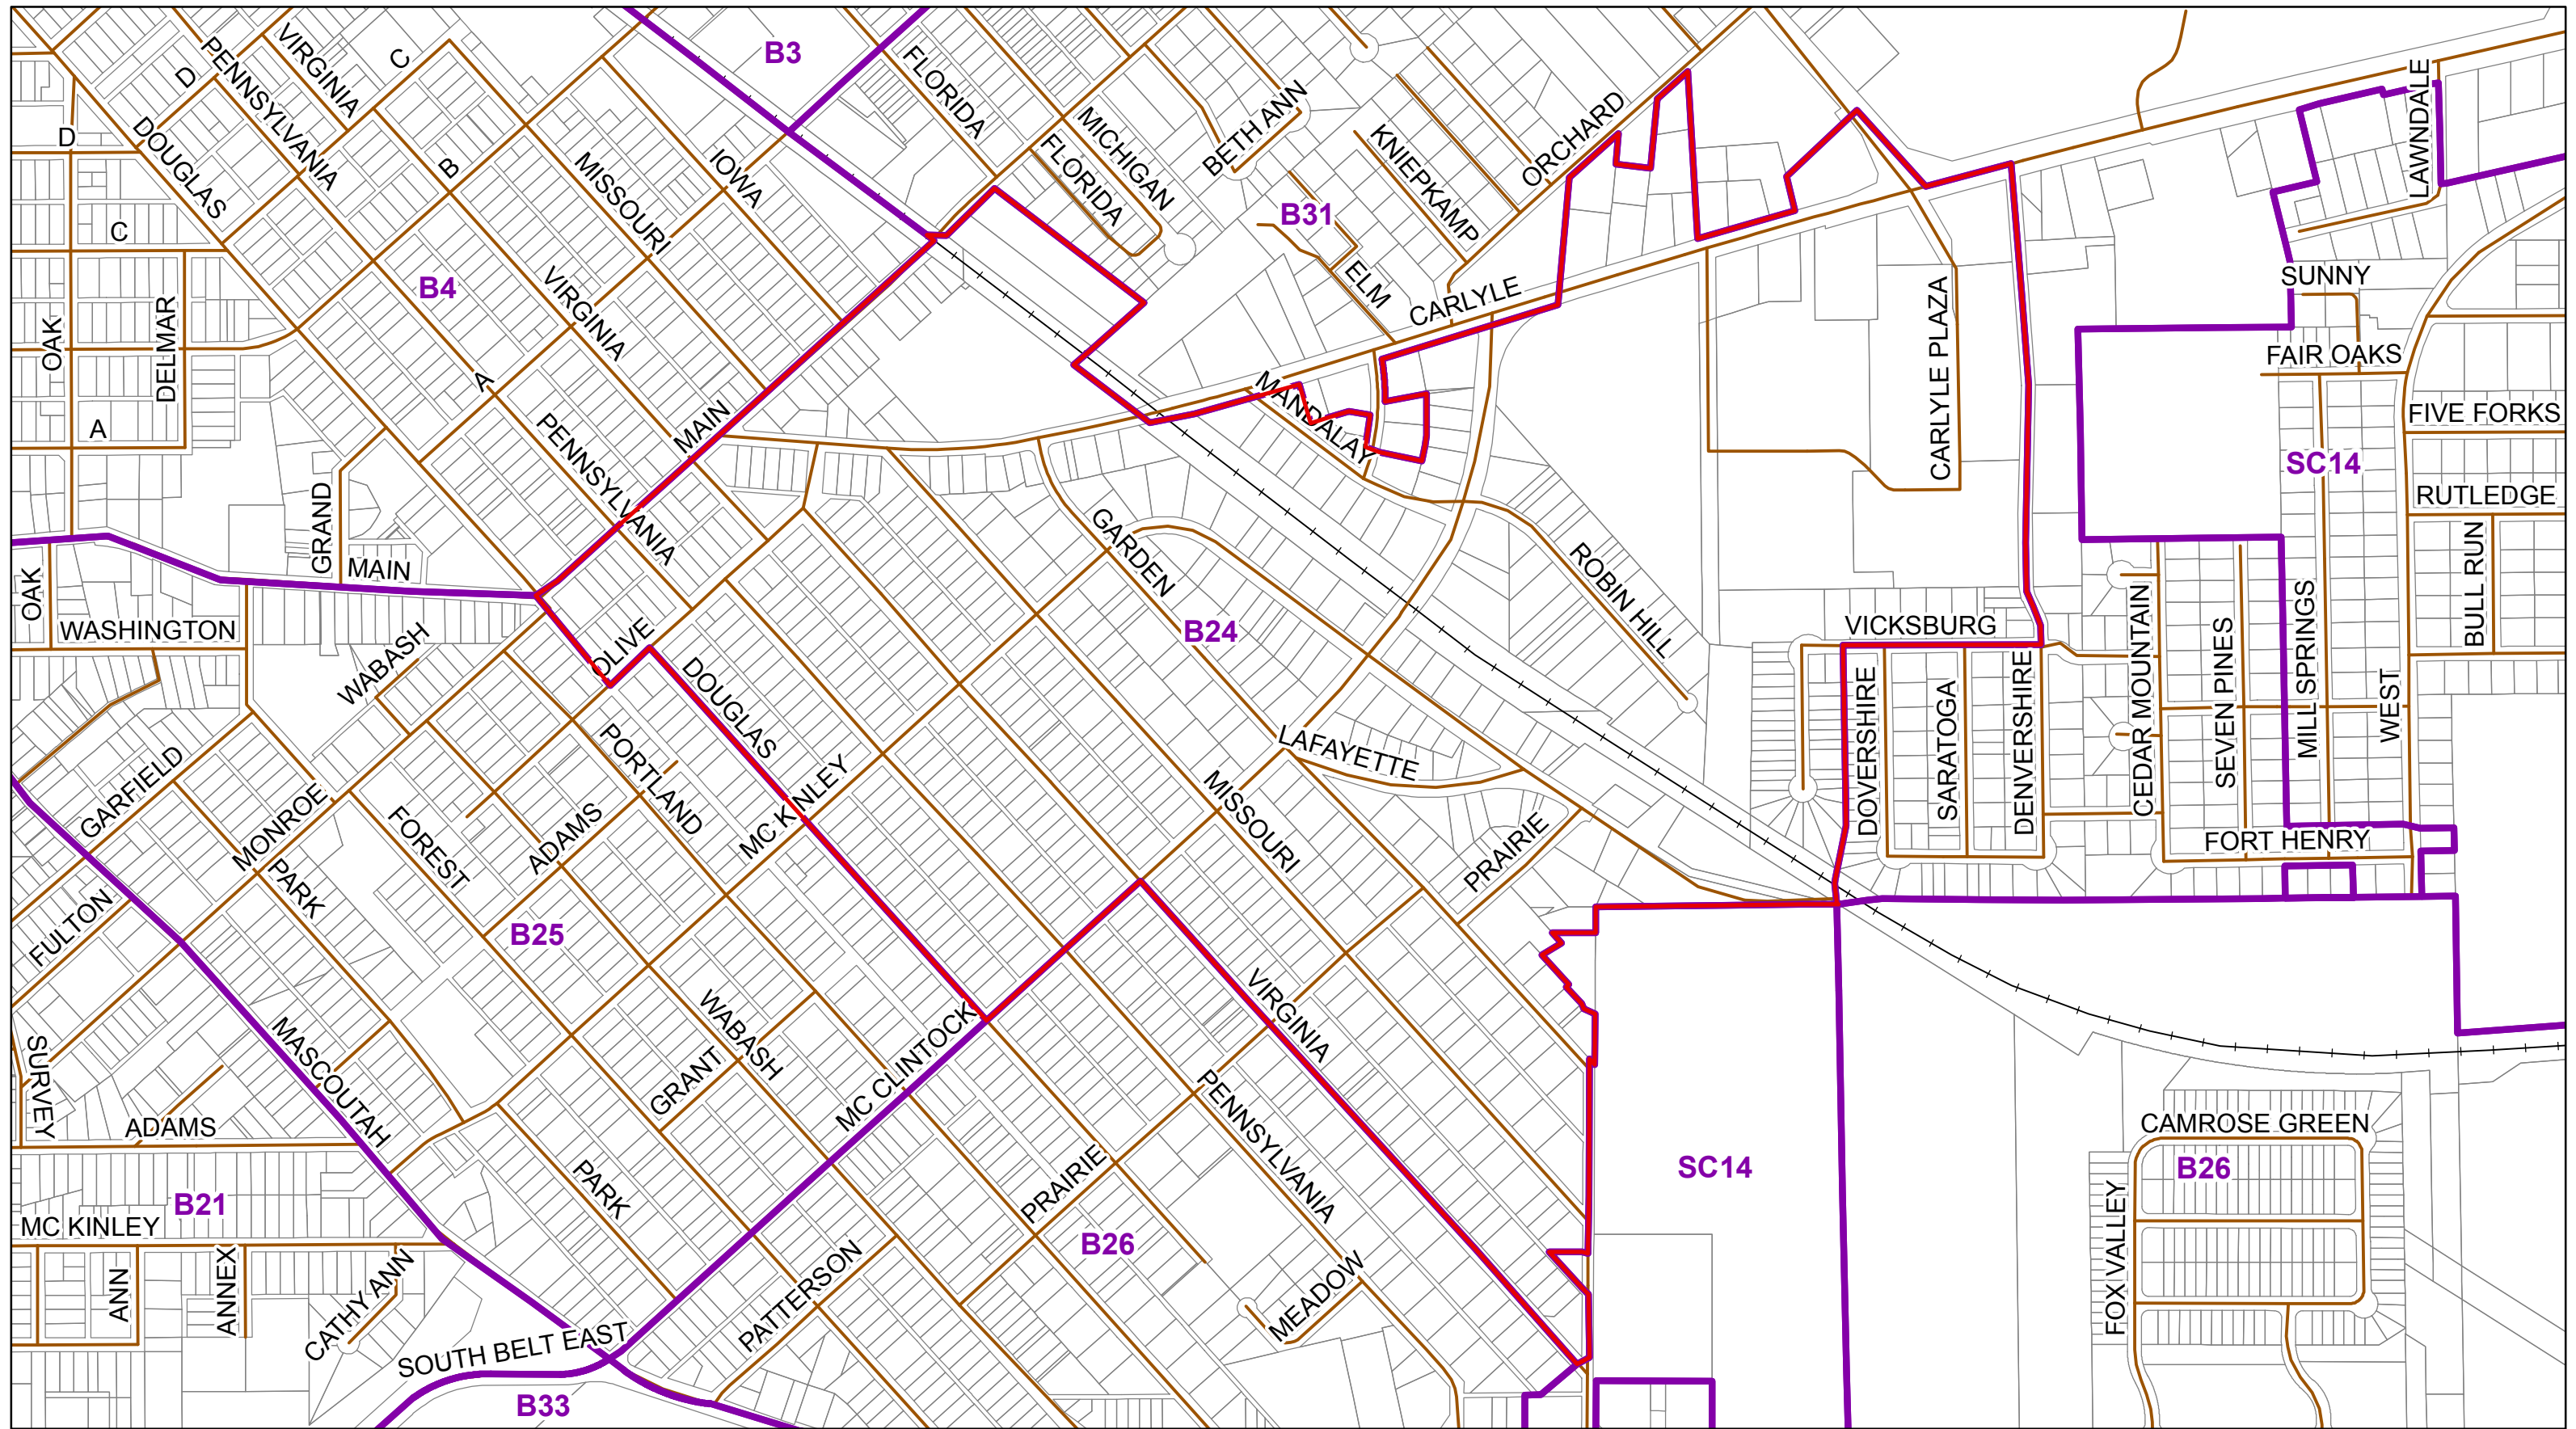 B3
VIRGINIA
C
PENNSYLVANIA
D
FLORIDA
LAWNDALE
D
DOUGLAS
B
MISSOURI
IOWA
MICHIGAN
FLORIDA
BETH ANN
KNIEPKAMP
ORCHARD
C
B31
B4
VIRGINIA
ELM
CARLYLE
SUNNY
OAK
DELMAR
FAIR OAKS
A
MAIN
MANDALAY
CARLYLE PLAZA
FIVE FORKS
A
PENNSYLVANIA
SC14
RUTLEDGE
GRAND
MAIN
GARDEN
ROBIN HILL
BULL RUN
OAK
WASHINGTON
WABASH
OLIVE
B24
VICKSBURG
CEDAR MOUNTAIN
SEVEN PINES
MILL SPRINGS
WEST
DOUGLAS
DOVERSHIRE
SARATOGA
DENVERSHIRE
GARFIELD
PORTLAND
MC KINLEY
LAFAYETTE
MISSOURI
MONROE
FOREST
ADAMS
PRAIRIE
FORT HENRY
FULTON
PARK
B25
WABASH
VIRGINIA
SURVEY
MASCOUTAH
GRANT
MC CLINTOCK
ADAMS
PENNSYLVANIA
CAMROSE GREEN
PARK
PRAIRIE
SC14
B26
B21
MC KINLEY
B26
FOX VALLEY
ANN
ANNEX
CATHY ANN
PATTERSON
MEADOW
SOUTH BELT EAST
B33